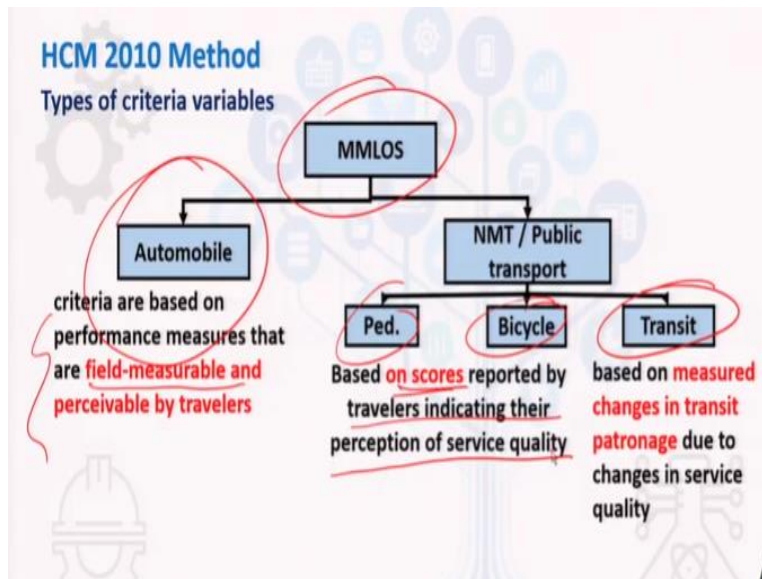 HCM 2010 Method
Types of criteria variables
MMLOS
Automobile
NMT / Public
transport
criteria are based on
performance measures that
are field-measurable and
perceivable by travelers
Ped.
Bicycle
Transit
Based on scores reported by
travelers indicating their
perception of service quality
based on measured
changes in transit
patronage due to
changes in service
quality